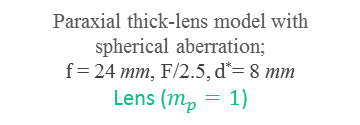 Paraxial thick-lens model with
spherical aberration;
f = 24 mm, F/2.5, d*= 8 mm
Lens (mₚ = 1)